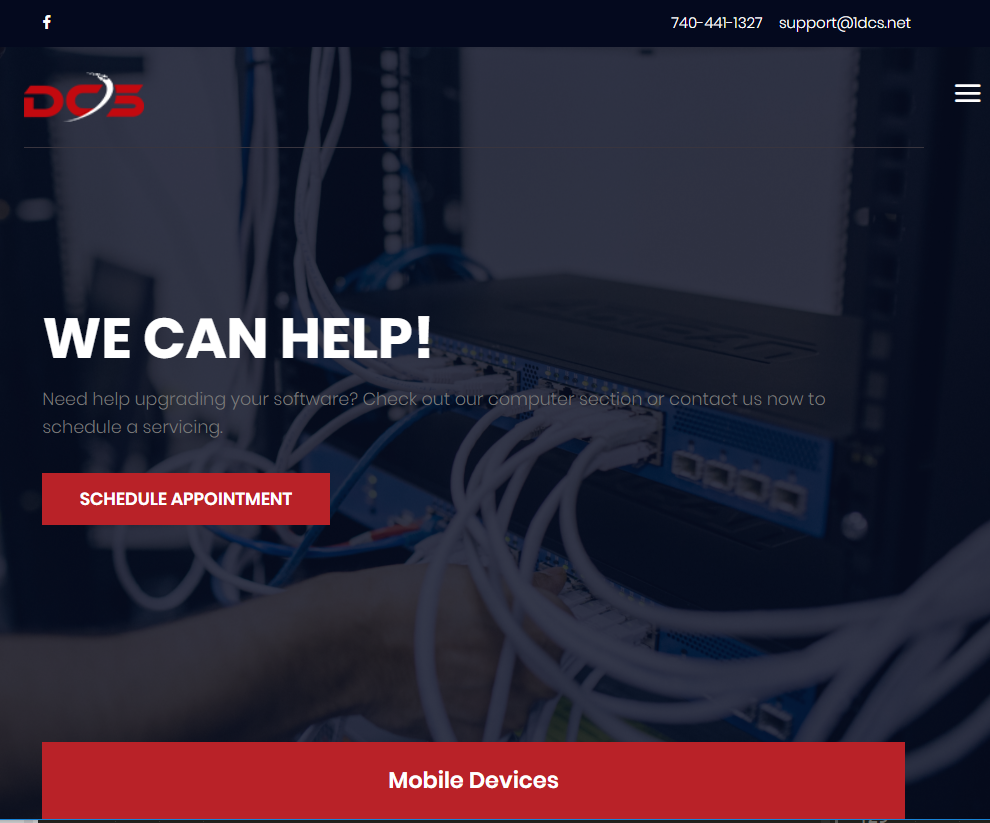 740-441-1327 support@1dcs.net
DCS
WE CAN HELP!
Need help upgrading your software? Check out our computer section or contact us now to
schedule a servicing.
SCHEDULE APPOINTMENT
Mobile Devices